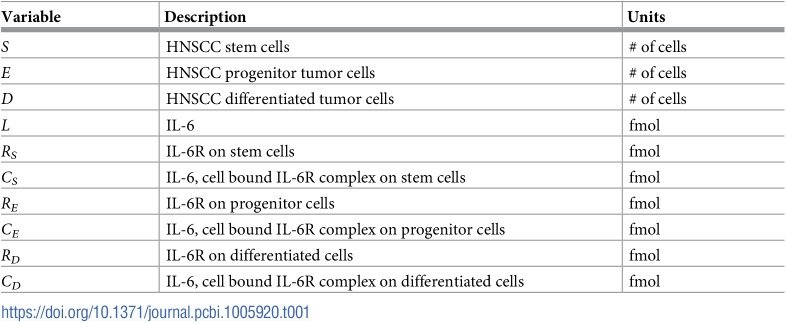 Variable Description Units
S HNSCC stem cells # of cells
E HNSCC progenitor tumor cells # of cells
D HNSCC differentiated tumor cells # of cells
L IL-6 fmol
R_S IL-6R on stem cells fmol
C_S IL-6, cell bound IL-6R complex on stem cells fmol
R_E IL-6R on progenitor cells fmol
C_E IL-6, cell bound IL-6R complex on progenitor cells fmol
R_D IL-6R on differentiated cells fmol
C_D IL-6, cell bound IL-6R complex on differentiated cells fmol
https://doi.org/10.1371/journal.pcbi.1005920.t001